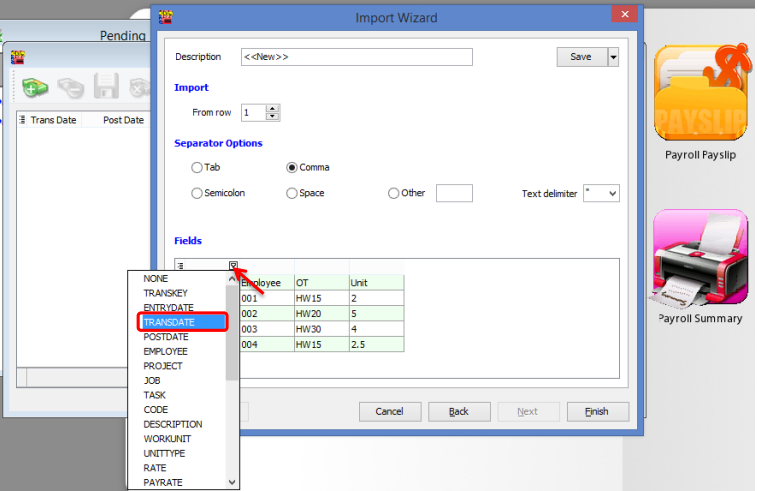 Import Wizard
Pending
Description <<New>> Save
Import
From row 1
Trans Date Post Date
Separator Options
Tab Comma
Semicolon Space Other Text delimiter "
Fields
Employee OT Unit
001 HW15 2
002 HW20 5
003 HW30 4
004 HW15 2.5
NONE
TRANSKEY
ENTRYDATE
TRANSDATE
POSTDATE
EMPLOYEE
PROJECT
JOB
TASK
CODE
DESCRIPTION
WORKUNIT
UNITTYPE
RATE
PAYRATE
Cancel Back Next Finish
PAYSLIP
Payroll Payslip
Payroll Summary